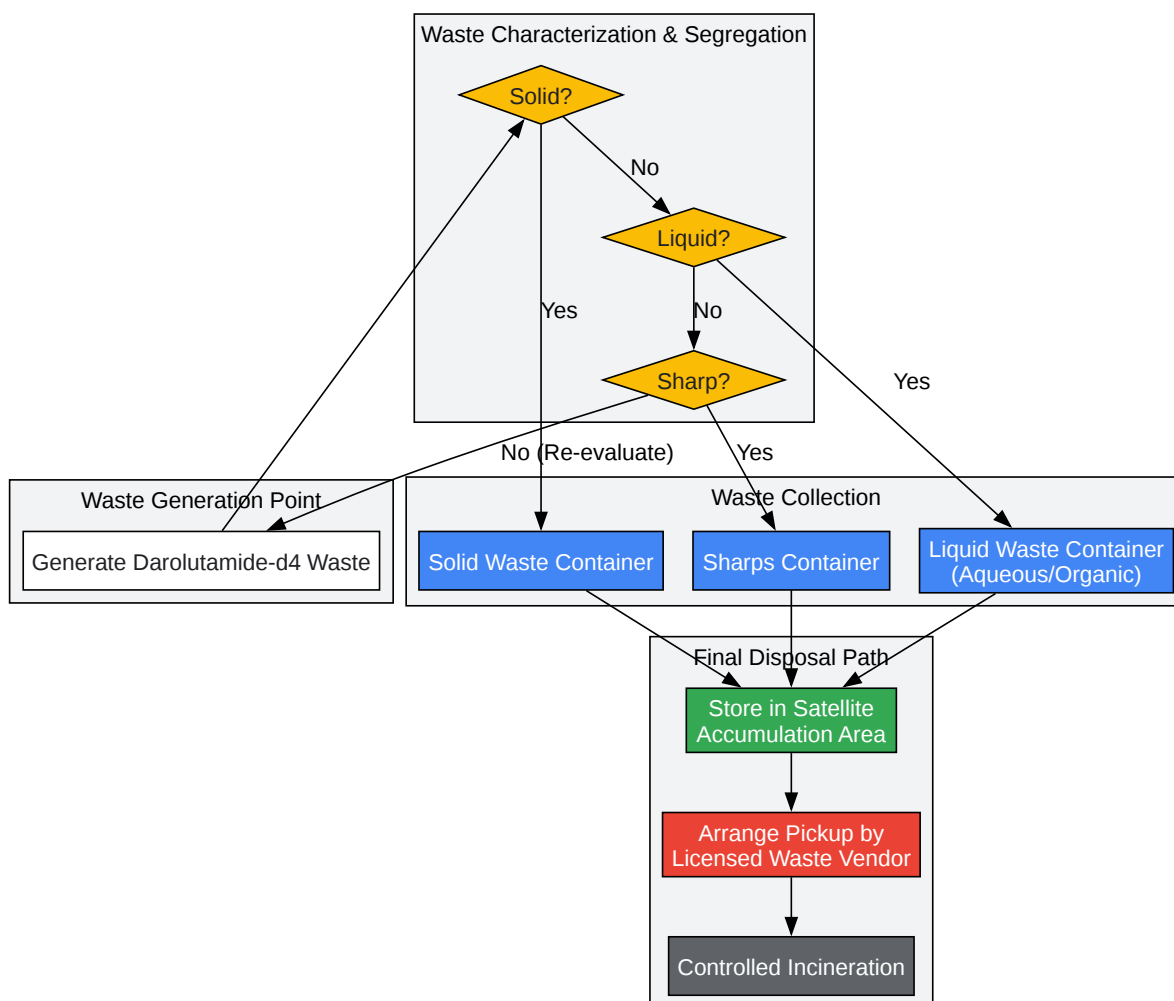 Waste Characterization & Segregation
Solid?
No
Liquid?
Yes
No
Yes
Sharp?
No (Re-evaluate)
Yes
Waste Generation Point
Generate Darolutamide-d4 Waste
Waste Collection
Solid Waste Container
Sharps Container
Liquid Waste Container
(Aqueous/Organic)
Final Disposal Path
Store in Satellite
Accumulation Area
Arrange Pickup by
Licensed Waste Vendor
Controlled Incineration